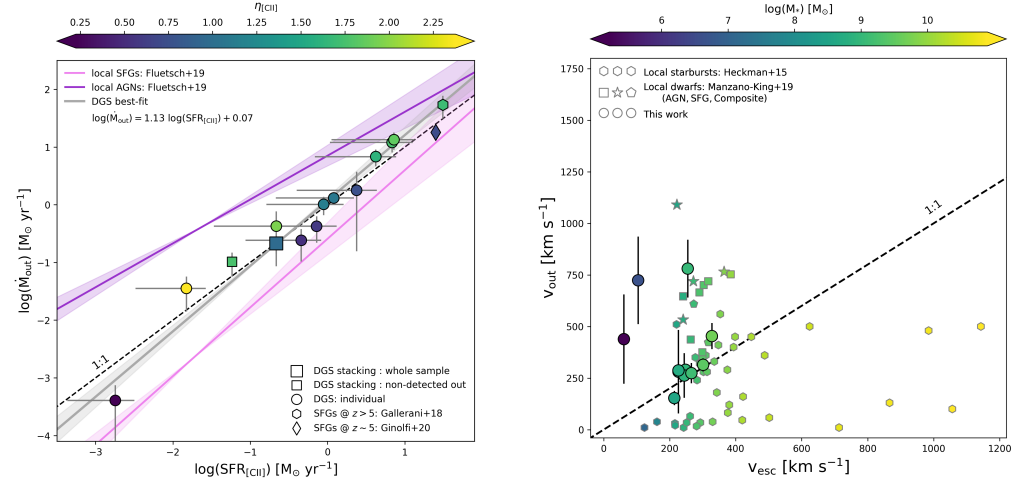 η[CII]
0.25 0.50 0.75 1.00 1.25 1.50 1.75 2.00 2.25
local SFGs: Fluetsch+19
local AGNs: Fluetsch+19
DGS best-fit
log(Ṁout) = 1.13 log(SFR[CII]) + 0.07
1:1
DGS stacking : whole sample
DGS stacking : non-detected out
DGS: individual
SFGs @ z > 5: Gallerani+18
SFGs @ z ~ 5: Ginolfi+20
2
1
0
−1
−2
−3
−4
−3 −2 −1 0 1
log(Ṁout) [M⊙ yr⁻¹]
log(SFR[CII]) [M⊙ yr⁻¹]
log(M*) [M⊙]
6 7 8 9 10
Local starbursts: Heckman+15
Local dwarfs: Manzano-King+19
(AGN, SFG, Composite)
This work
1:1
1750
1500
1250
1000
750
500
250
0
0 200 400 600 800 1000 1200
vout [km s⁻¹]
vesc [km s⁻¹]